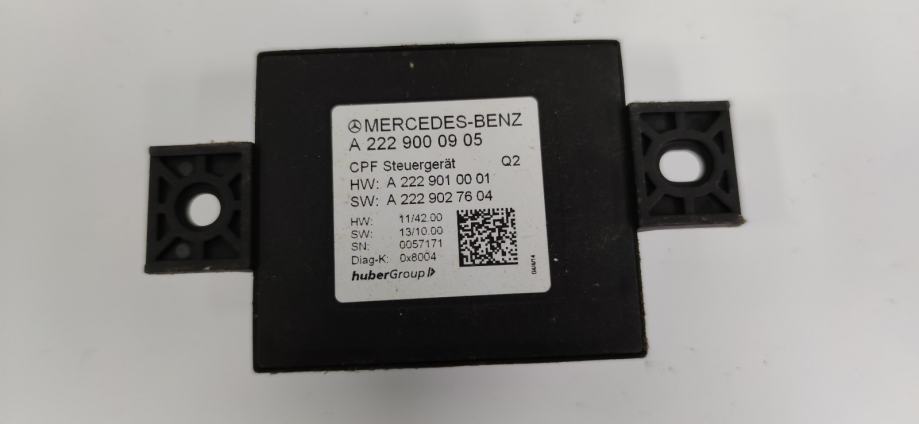 MERCEDES-BENZ
A 222 900 09 05
CPF Steuergerät Q2
HW: A 222 901 00 01
SW: A 222 902 76 04
HW: 11/42.00
SW: 13/10.00
SN: 0057171
Diag-K: 0x8004
huberGroup